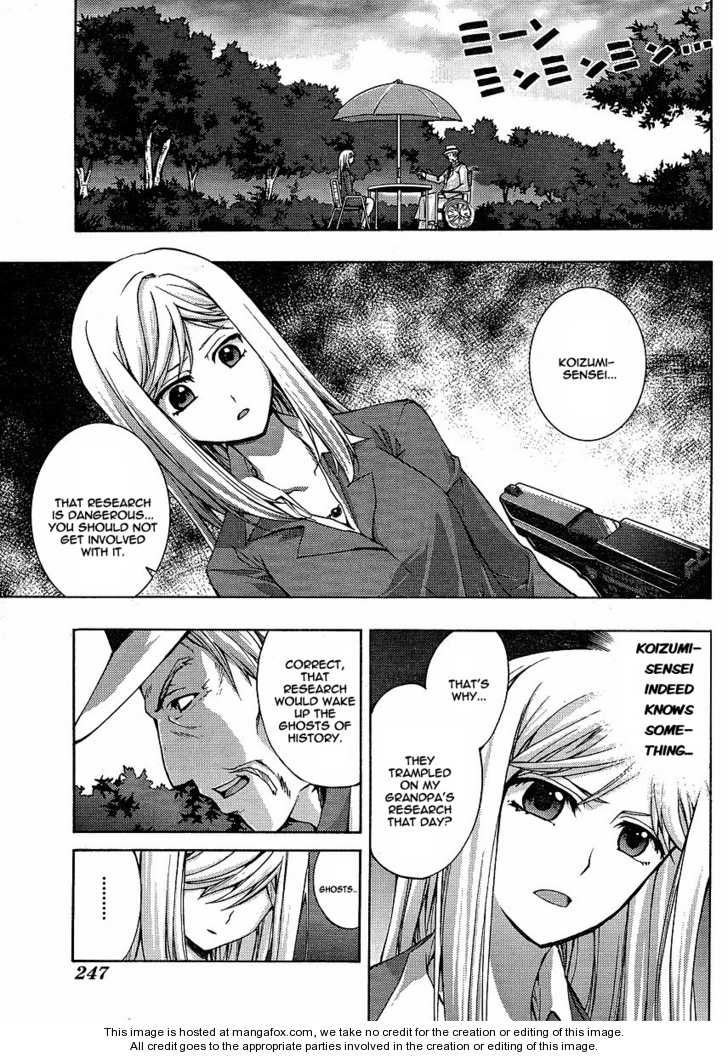 ミーン
ミンミンミン…
KOIZUMI-
SENSEI...
THAT RESEARCH
IS DANGEROUS...
YOU SHOULD NOT
GET INVOLVED
WITH IT.
KOIZUMI-
SENSEI
INDEED
KNOWS
SOME-
THING...
THAT'S
WHY...
THEY
TRAMPLED
ON MY
GRANDPA'S
RESEARCH
THAT DAY?
CORRECT,
THAT
RESEARCH
WOULD WAKE
UP THE
GHOSTS OF
HISTORY.
GHOSTS..
........
247
This image is hosted at mangafox.com, we take no credit for the creation or editing of this image.
All credit goes to the appropriate parties involved in the creation or editing of this image.